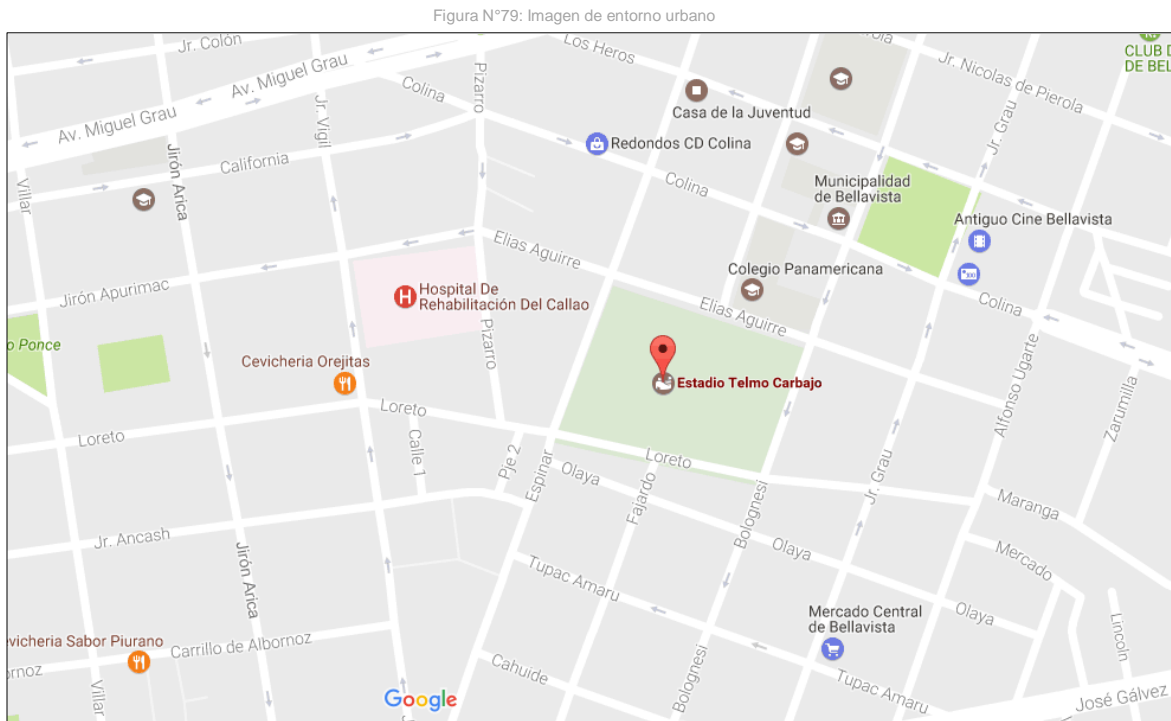 Figura N°79: Imagen de entorno urbano
Jr. Colón
Los Heros
CLUB D
DE BEL
Pizarro
Jr. Nicolas de Pierola
Av. Miguel Grau
Colina
Casa de la Juventud
Jr. Vigil
Jr. Grau
Av. Miguel Grau
Redondos CD Colina
Jirón Arica
California
Colina
Municipalidad
de Bellavista
Villar
Antiguo Cine Bellavista
Elias Aguirre
Colegio Panamericana
Jirón Apurimac
H
Hospital De
Rehabilitación Del Callao
Elias Aguirre
Colina
o Ponce
Pizarro
Cevicheria Orejitas
Estadio Telmo Carbajo
Alfonso Ugarte
Zarumilla
Loreto
Calle 1
Pje 2
Espinar
Olaya
Loreto
Fajardo
Jr. Grau
Bolognesi
Maranga
Jr. Ancash
Jirón Arica
Olaya
Mercado
Tupac Amaru
Mercado Central
de Bellavista
Olaya
Lincoln
evicheria Sabor Piurano
Carrillo de Albornoz
ornoz
Villar
Cahuide
Bolognesi
Tupac Amaru
José Gálvez
Google